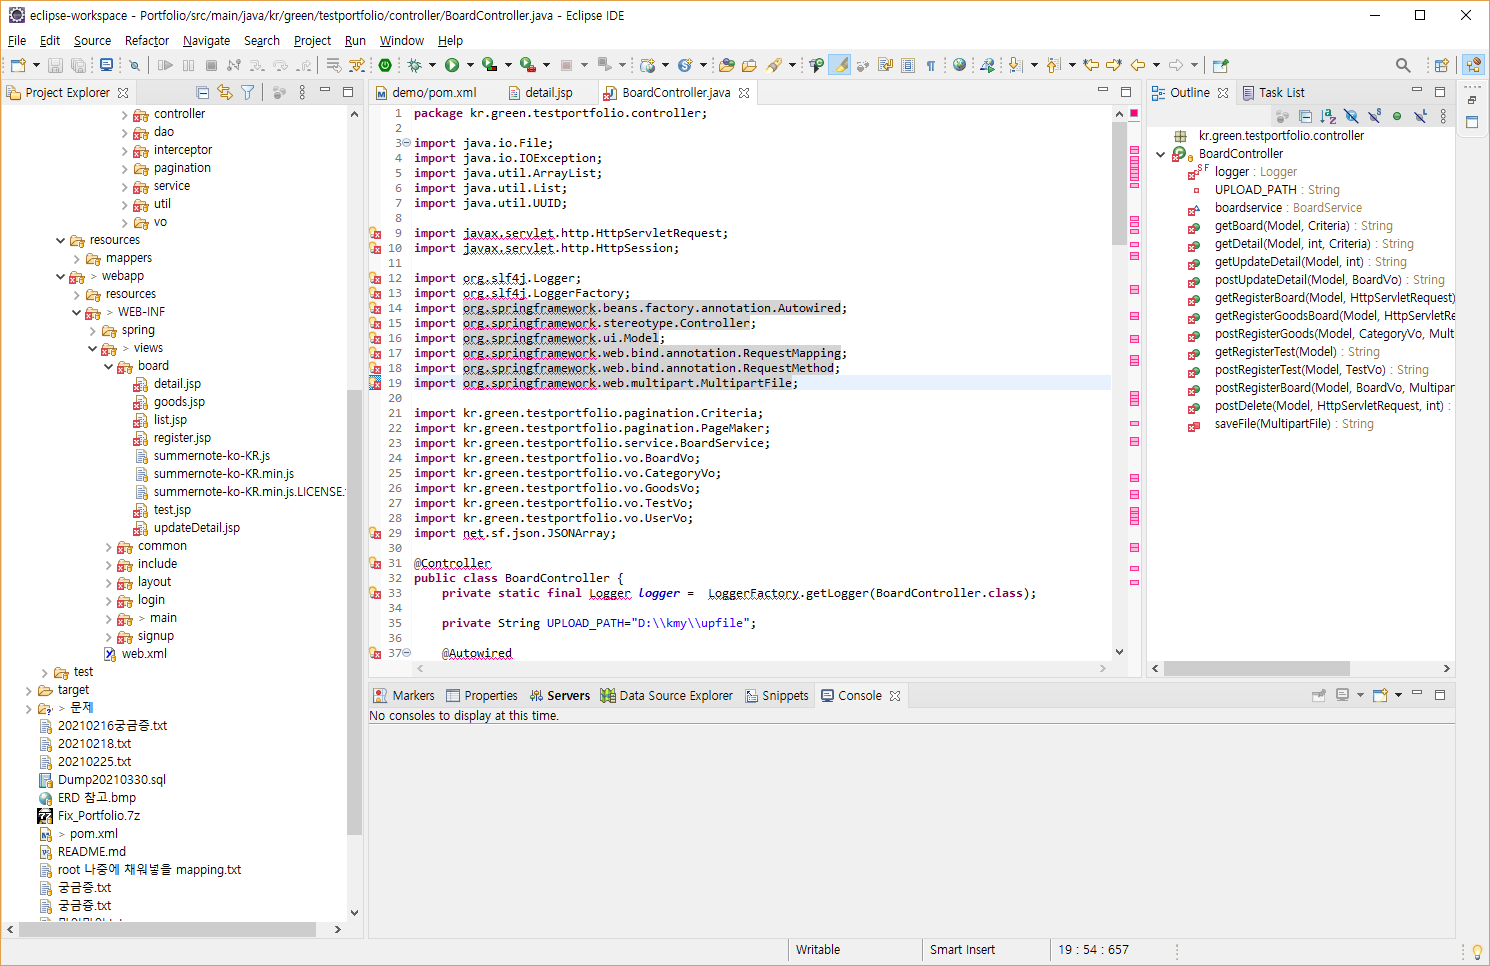 eclipse-workspace - Portfolio/src/main/java/kr/green/testportfolio/controller/BoardController.java - Eclipse IDE
File Edit Source Refactor Navigate Search Project Run Window Help
Project Explorer
controller
dao
interceptor
pagination
service
util
vo
resources
mappers
> webapp
resources
> WEB-INF
spring
> views
board
detail.jsp
goods.jsp
list.jsp
register.jsp
summernote-ko-KR.js
summernote-ko-KR.min.js
summernote-ko-KR.min.js.LICENSE.
test.jsp
updateDetail.jsp
common
include
layout
login
> main
signup
web.xml
test
target
> 문제
20210216궁금증.txt
20210218.txt
20210225.txt
Dump20210330.sql
ERD 참고.bmp
Fix_Portfolio.7z
> pom.xml
README.md
root 나중에 채워넣을 mapping.txt
궁금증.txt
궁금증.txt
demo/pom.xml detail.jsp BoardController.java
1 package kr.green.testportfolio.controller;
2
3 import java.io.File;
4 import java.io.IOException;
5 import java.util.ArrayList;
6 import java.util.List;
7 import java.util.UUID;
8
9 import javax.servlet.http.HttpServletRequest;
10 import javax.servlet.http.HttpSession;
11
12 import org.slf4j.Logger;
13 import org.slf4j.LoggerFactory;
14 import org.springframework.beans.factory.annotation.Autowired;
15 import org.springframework.stereotype.Controller;
16 import org.springframework.ui.Model;
17 import org.springframework.web.bind.annotation.RequestMapping;
18 import org.springframework.web.bind.annotation.RequestMethod;
19 import org.springframework.web.multipart.MultipartFile;
20
21 import kr.green.testportfolio.pagination.Criteria;
22 import kr.green.testportfolio.pagination.PageMaker;
23 import kr.green.testportfolio.service.BoardService;
24 import kr.green.testportfolio.vo.BoardVo;
25 import kr.green.testportfolio.vo.CategoryVo;
26 import kr.green.testportfolio.vo.GoodsVo;
27 import kr.green.testportfolio.vo.TestVo;
28 import kr.green.testportfolio.vo.UserVo;
29 import net.sf.json.JSONArray;
30
31 @Controller
32 public class BoardController {
33 private static final Logger logger = LoggerFactory.getLogger(BoardController.class);
34
35 private String UPLOAD_PATH="D:\\kmy\\upfile";
36
37 @Autowired
Outline Task List
kr.green.testportfolio.controller
BoardController
logger : Logger
UPLOAD_PATH : String
boardservice : BoardService
getBoard(Model, Criteria) : String
getDetail(Model, int, Criteria) : String
getUpdateDetail(Model, int) : String
postUpdateDetail(Model, BoardVo) : String
getRegisterBoard(Model, HttpServletRequest)
getRegisterGoodsBoard(Model, HttpServletRe
postRegisterGoods(Model, CategoryVo, Mult
getRegisterTest(Model) : String
postRegisterTest(Model, TestVo) : String
postRegisterBoard(Model, BoardVo, Multipar
postDelete(Model, HttpServletRequest, int) :
saveFile(MultipartFile) : String
Markers Properties Servers Data Source Explorer Snippets Console
No consoles to display at this time.
Writable Smart Insert 19 : 54 : 657